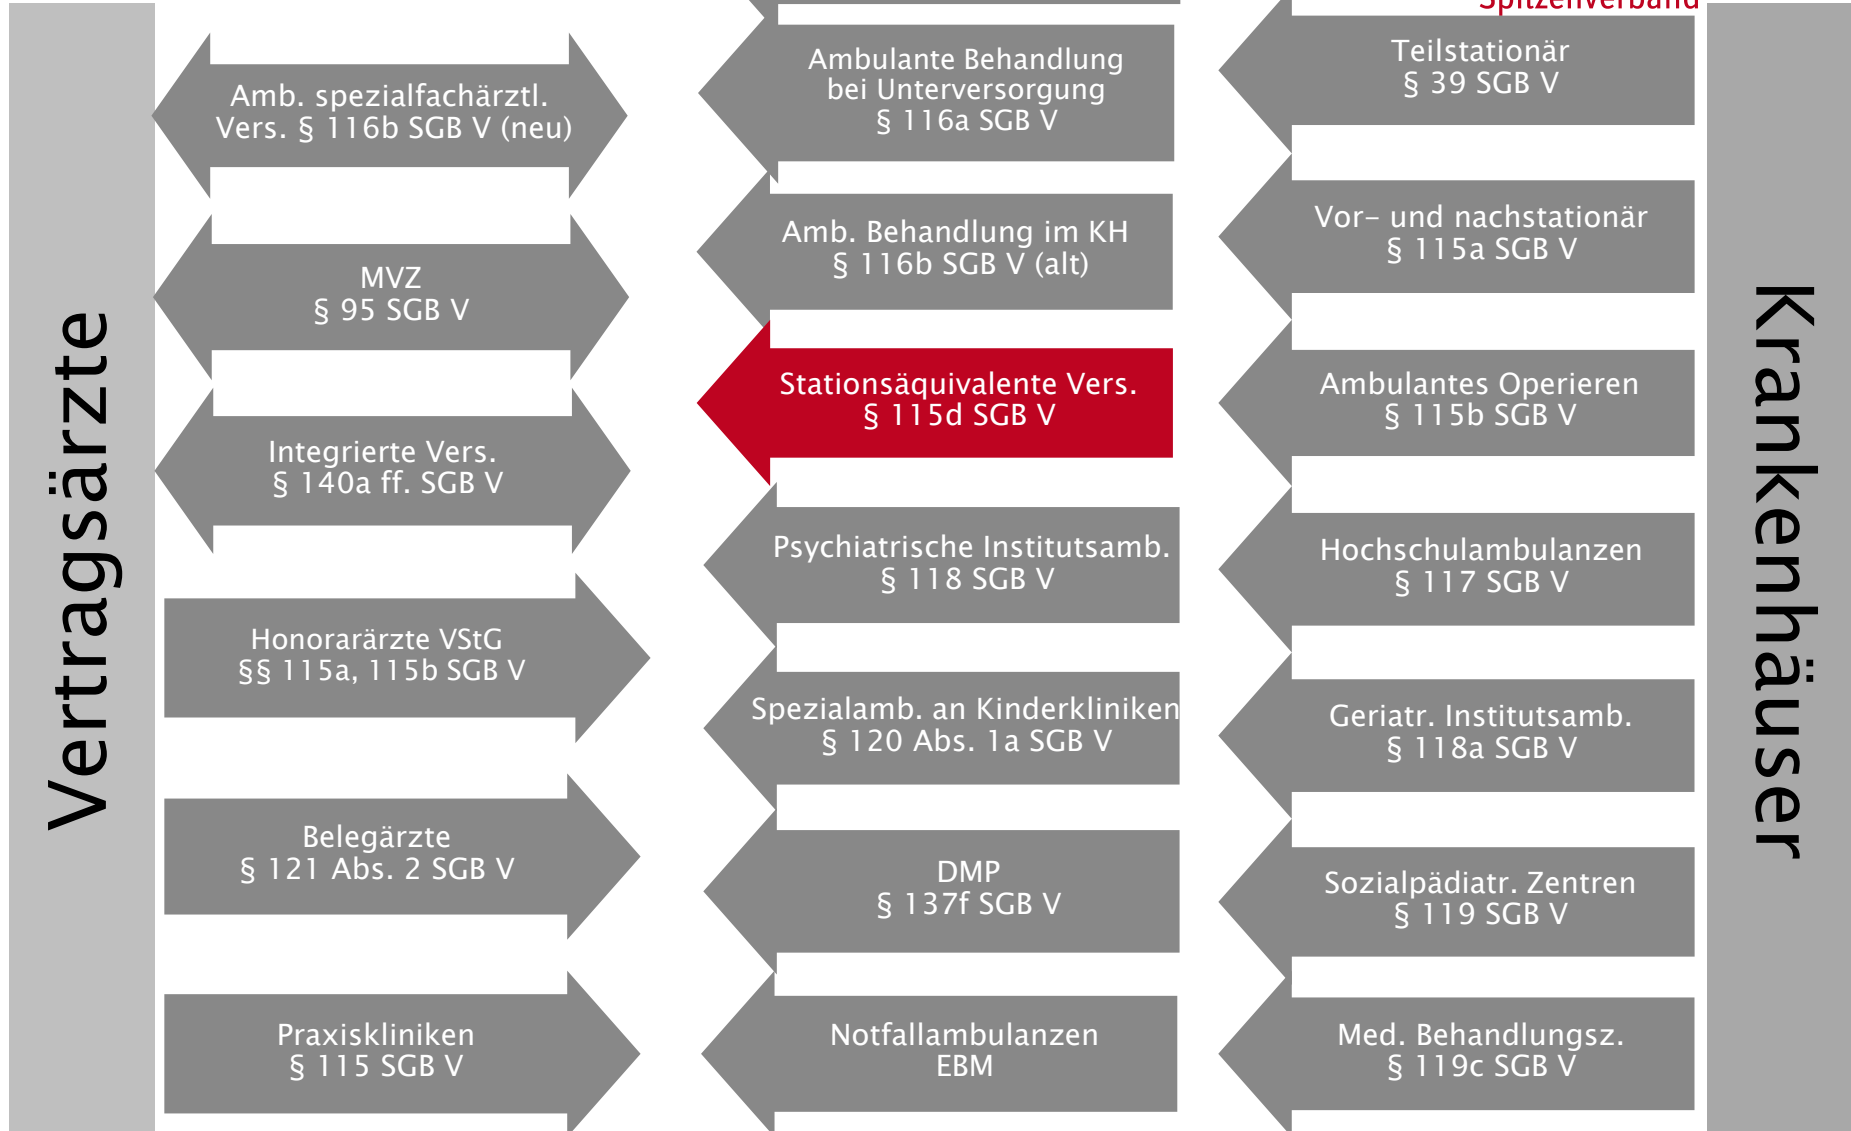 Spitzenverband
Vertragsärzte
Amb. spezialfachärztl.
Vers. § 116b SGB V (neu)
MVZ
§ 95 SGB V
Integrierte Vers.
§ 140a ff. SGB V
Honorarärzte VStG
§§ 115a, 115b SGB V
Belegärzte
§ 121 Abs. 2 SGB V
Praxiskliniken
§ 115 SGB V
Ambulante Behandlung
bei Unterversorgung
§ 116a SGB V
Amb. Behandlung im KH
§ 116b SGB V (alt)
Stationsäquivalente Vers.
§ 115d SGB V
Psychiatrische Institutsamb.
§ 118 SGB V
Spezialamb. an Kinderkliniken
§ 120 Abs. 1a SGB V
DMP
§ 137f SGB V
Notfallambulanzen
EBM
Teilstationär
§ 39 SGB V
Vor- und nachstationär
§ 115a SGB V
Ambulantes Operieren
§ 115b SGB V
Hochschulambulanzen
§ 117 SGB V
Geriatr. Institutsamb.
§ 118a SGB V
Sozialpädiatr. Zentren
§ 119 SGB V
Med. Behandlungsz.
§ 119c SGB V
Krankenhäuser